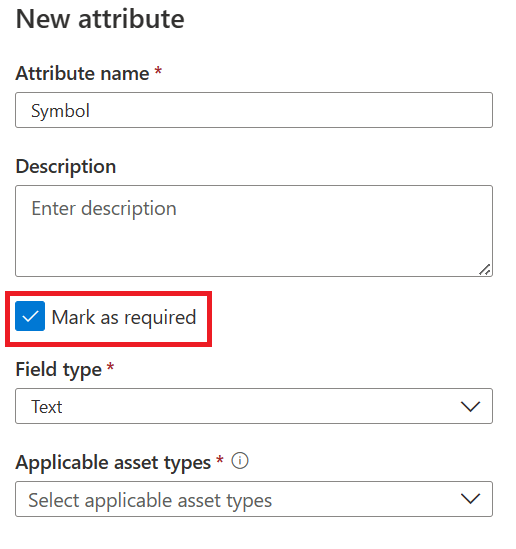 New attribute
Attribute name *
Symbol
Description
Enter description
Mark as required
Field type *
Text
Applicable asset types *
Select applicable asset types